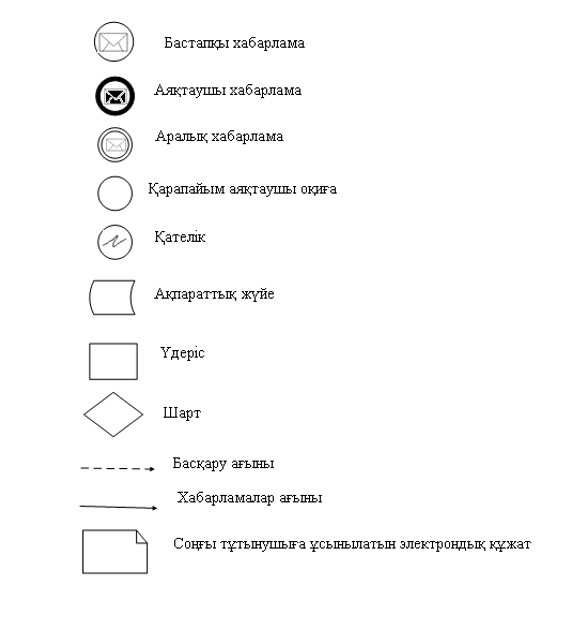 Бастапқы хабарлама
Аяқтаушы хабарлама
Аралық хабарлама
Қарапайым аяқтаушы оқиға
Қателік
Ақпараттық жүйе
Үдеріс
Шарт
Басқару ағыны
Хабарламалар ағыны
Соңғы тұтынушыға ұсынылатын электрондық құжат